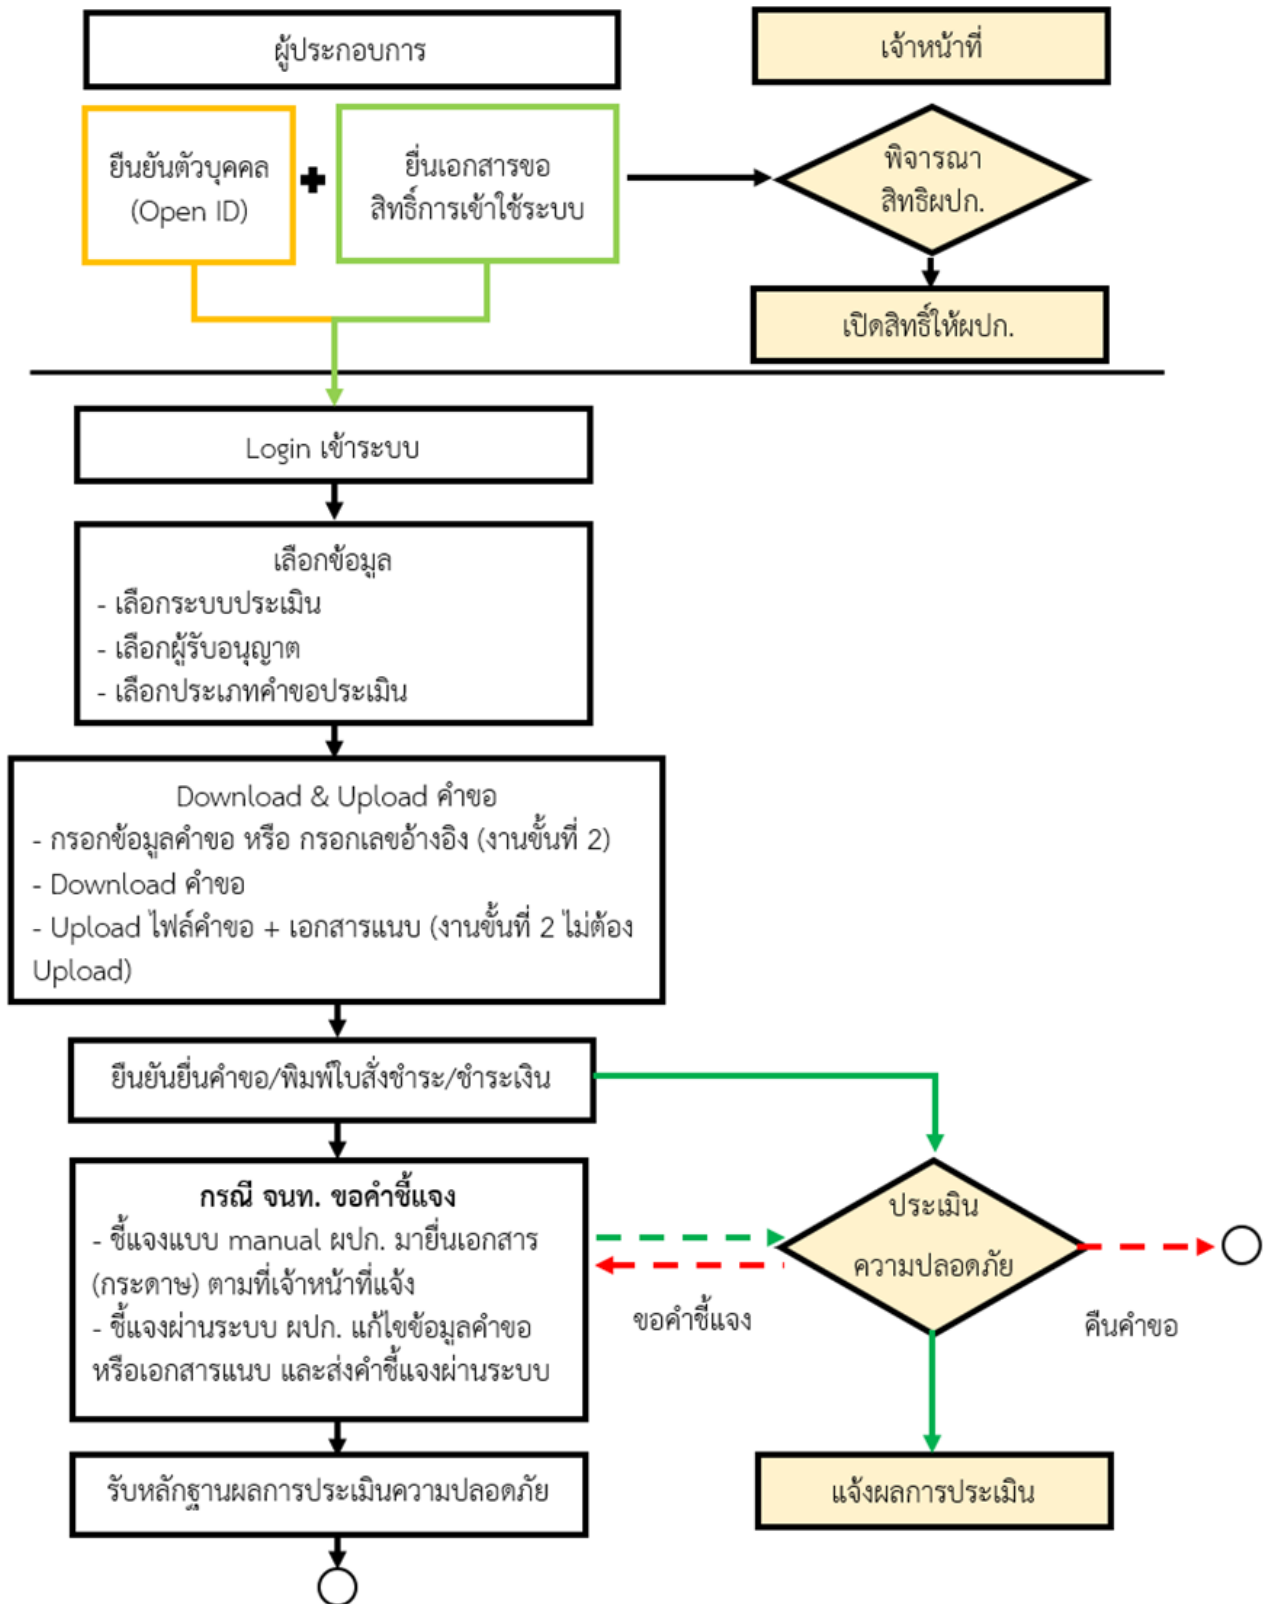 ผู้ประกอบการ
เจ้าหน้าที่
ยืนยันตัวบุคคล
(Open ID)
ยื่นเอกสารขอ
สิทธิ์การเข้าใช้ระบบ
พิจารณา
สิทธิผปก.
เปิดสิทธิ์ให้ผปก.
Login เข้าระบบ
เลือกข้อมูล
- เลือกระบบประเมิน
- เลือกผู้รับอนุญาต
- เลือกประเภทคำขอประเมิน
Download & Upload คำขอ
- กรอกข้อมูลคำขอ หรือ กรอกเลขอ้างอิง (งานขั้นที่ 2)
- Download คำขอ
- Upload ไฟล์คำขอ + เอกสารแนบ (งานขั้นที่ 2 ไม่ต้อง
Upload)
ยืนยันยื่นคำขอ/พิมพ์ใบสั่งชำระ/ชำระเงิน
กรณี จนท. ขอคำชี้แจง
- ชี้แจงแบบ manual ผปก. มายื่นเอกสาร
(กระดาษ) ตามที่เจ้าหน้าที่แจ้ง
- ชี้แจงผ่านระบบ ผปก. แก้ไขข้อมูลคำขอ
หรือเอกสารแนบ และส่งคำชี้แจงผ่านระบบ
ขอคำชี้แจง
ประเมิน
ความปลอดภัย
คืนคำขอ
รับหลักฐานผลการประเมินความปลอดภัย
แจ้งผลการประเมิน